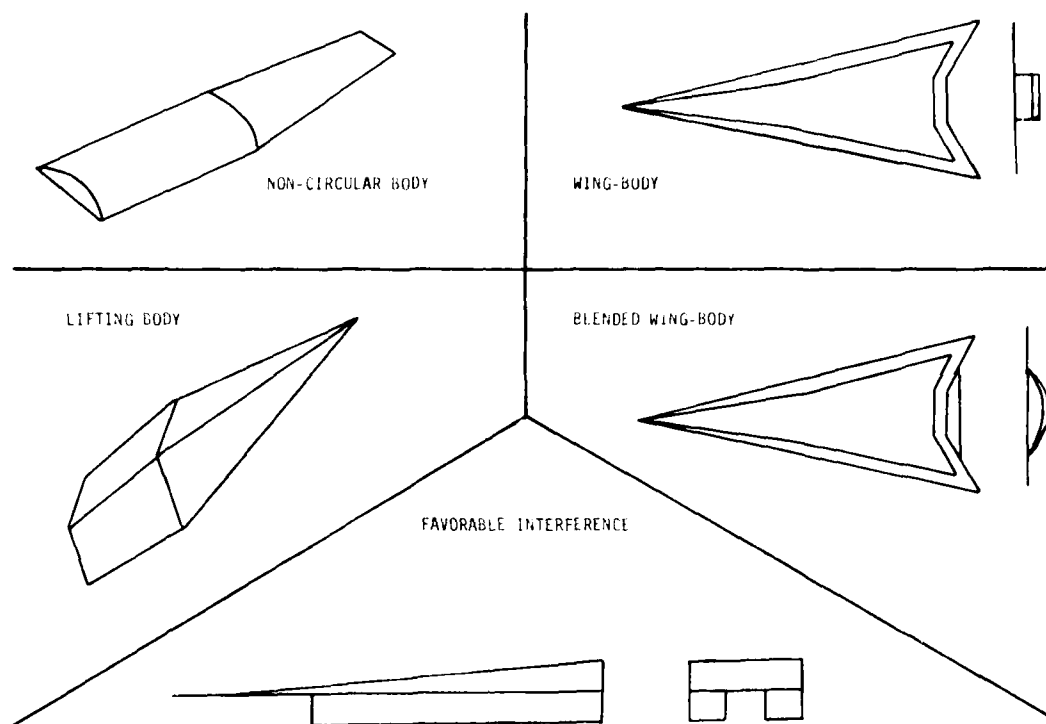 NON-CIRCULAR BODY
WING-BODY
LIFTING BODY
BLENDED WING-BODY
FAVORABLE INTERFERENCE